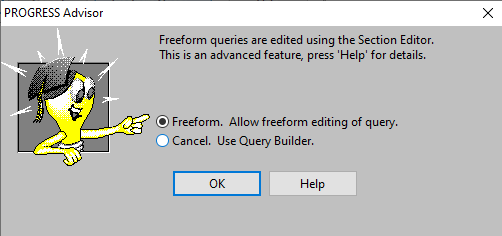 PROGRESS Advisor
Freeform queries are edited using the Section Editor.
This is an advanced feature, press 'Help' for details.
Freeform.  Allow freeform editing of query.
Cancel.  Use Query Builder.
OK
Help